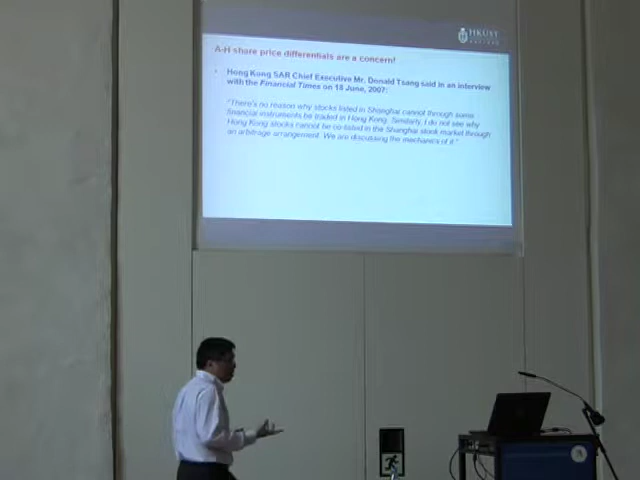 HKUST
A-H share price differentials are a concern!
• Hong Kong SAR Chief Executive Mr. Donald Tsang said in an interview
with the Financial Times on 18 June, 2007:
"There's no reason why stocks listed in Shanghai cannot through some
financial instruments be traded in Hong Kong. Similarly, I do not see why
Hong Kong stocks cannot be co-listed in the Shanghai stock market through
an arbitrage arrangement. We are discussing the mechanics of it."